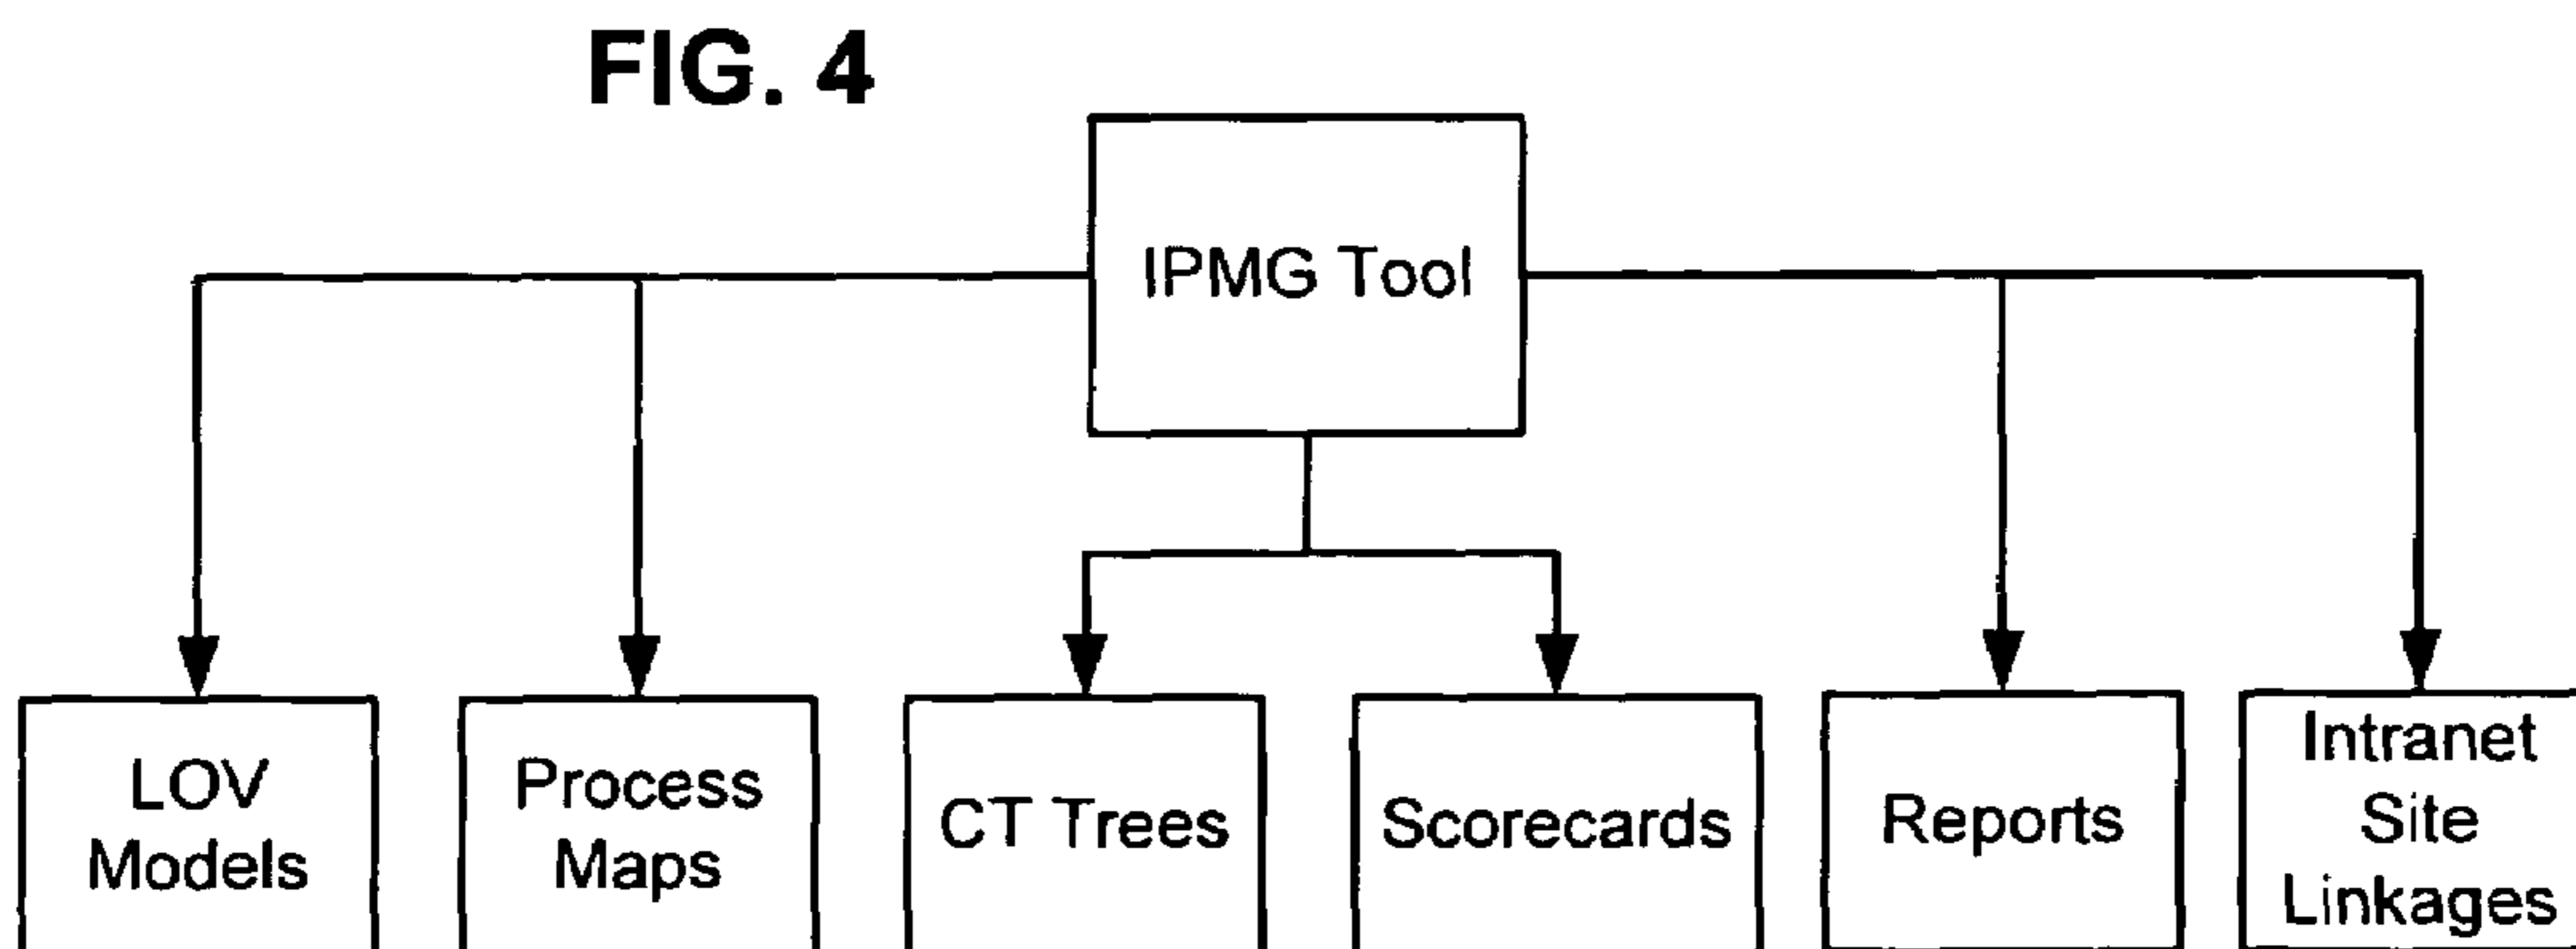 FIG. 4
IPMG Tool
LOV
Models
Process
Maps
CT Trees
Scorecards
Reports
Intranet
Site
Linkages